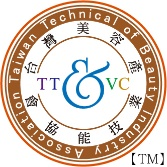 Taiwan Technical of Beauty Industry Association
台灣美容產業技能協會
TT & VC
【TM】